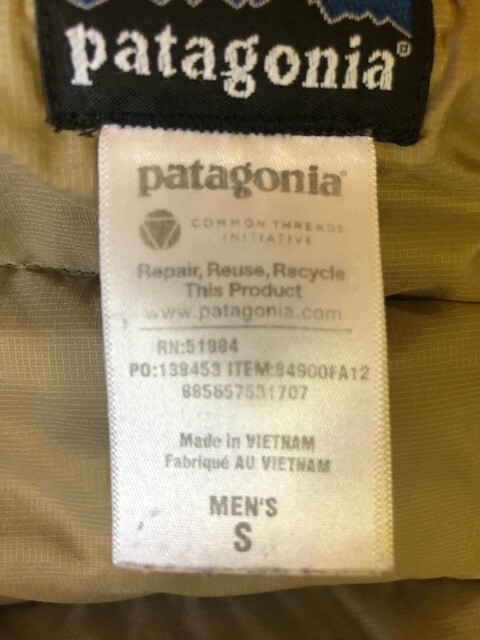 patagonia®
patagonia®
COMMON THREADS
INITIATIVE
Repair, Reuse, Recycle
This Product
www.patagonia.com
RN:51884
PO:138453 ITEM:84900FA12
885657531707
Made in VIETNAM
Fabriqué AU VIETNAM
MEN'S
S